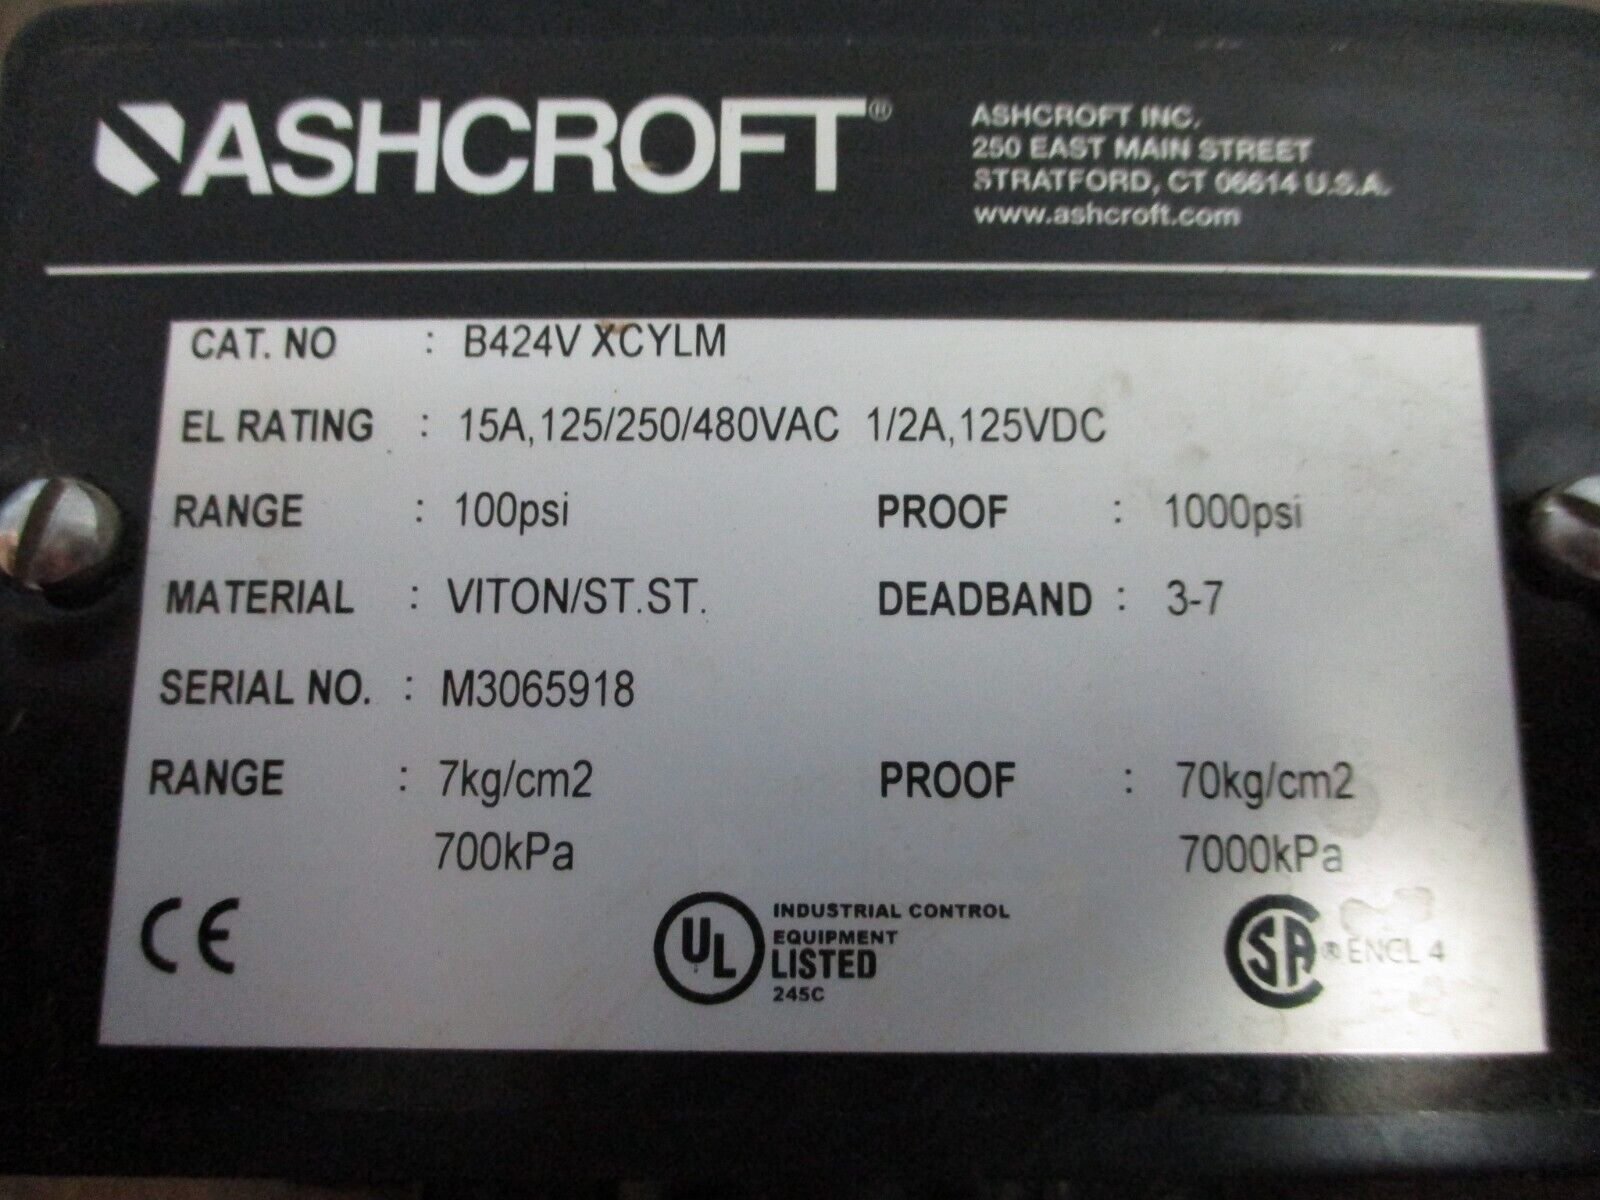 ASHCROFT®
ASHCROFT INC.
250 EAST MAIN STREET
STRATFORD, CT 06614 U.S.A.
www.ashcroft.com
CAT. NO : B424V XCYLM
EL RATING : 15A,125/250/480VAC 1/2A,125VDC
RANGE : 100psi PROOF : 1000psi
MATERIAL : VITON/ST.ST. DEADBAND : 3-7
SERIAL NO. : M3065918
RANGE : 7kg/cm2 PROOF : 70kg/cm2
700kPa 7000kPa
CE
UL
INDUSTRIAL CONTROL
EQUIPMENT
LISTED
245C
SA® ENCL 4